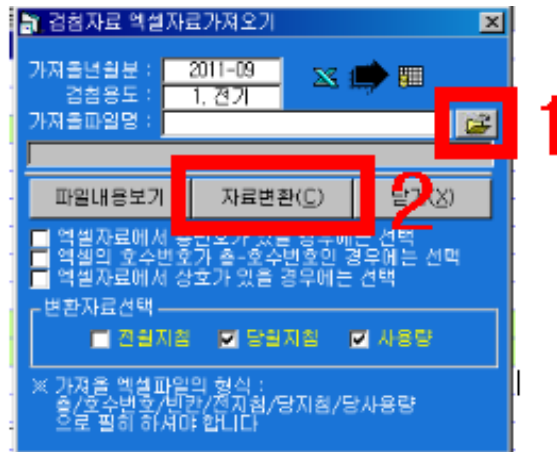 검침자료 엑셀자료가져오기
가져올년월분 : 2011-09
검침용도 : 1. 전기
가져올파일명 :
1
파일내용보기 자료변환(C) 닫기(X)
2
엑셀자료에서 동번호가 있을 경우에는 선택
엑셀의 호수번호가 층-호수번호인 경우에는 선택
엑셀자료에서 상호가 있을 경우에는 선택
변환자료선택
전월지침 당월지침 사용량
※ 가져올 엑셀파일의 형식 :
층/호수번호/빈칸/전지침/당지침/당사용량
으로 필히 하셔야 합니다